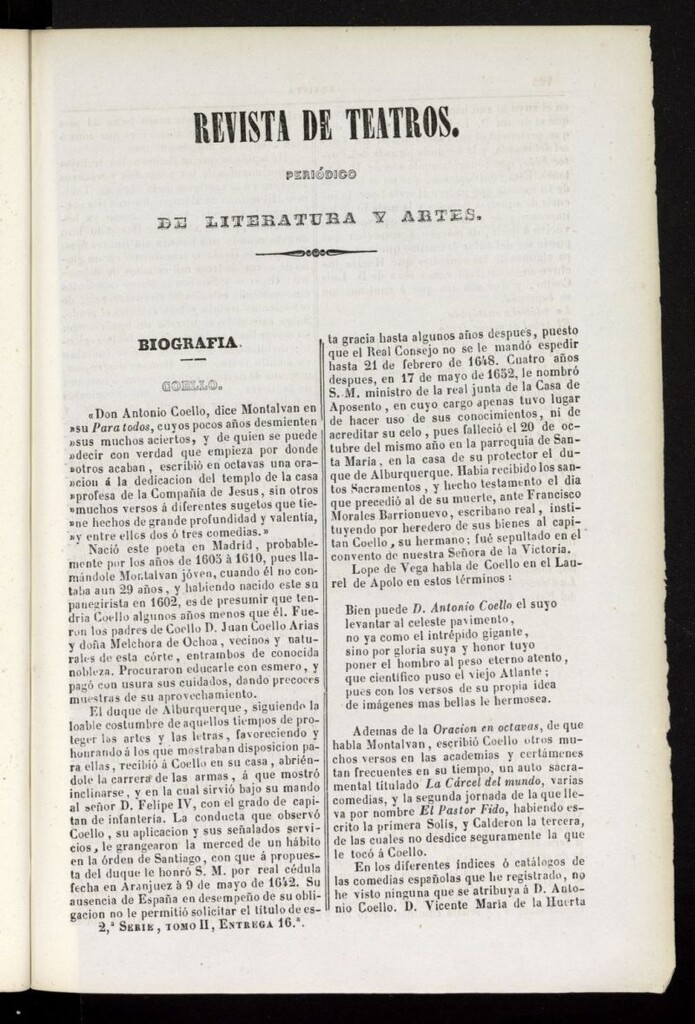 REVISTA DE TEATROS.
PERIÓDICO
DE LITERATURA Y ARTES.
BIOGRAFIA.
COELLO.
«Don Antonio Coello, dice Montalvan en
»su Para todos, cuyos pocos años desmienten
»sus muchos aciertos, y de quien se puede
»decir con verdad que empieza por donde
»otros acaban, escribió en octavas una ora-
»cion á la dedicacion del templo de la casa
»profesa de la Compañía de Jesus, sin otros
»muchos versos á diferentes sugetos que tie-
»ne hechos de grande profundidad y valentía,
»y entre ellos dos ó tres comedias.»
Nació este poeta en Madrid, probable-
mente por los años de 1605 à 1610, pues lla-
mándole Montalvan jóven, cuando él no con-
taba aun 29 años, y habiendo nacido este su
panegirista en 1602, es de presumir que ten-
dria Coello algunos años menos que él. Fue-
ron los padres de Coello D. Juan Coello Arias
y doña Melchora de Ochoa, vecinos y natu-
rales de esta córte, entrambos de conocida
nobleza. Procuraron educarle con esmero, y
pagó con usura sus cuidados, dando precoces
muestras de su aprovechamiento.
El duque de Alburquerque, siguiendo la
loable costumbre de aquellos tiempos de pro-
teger las artes y las letras, favoreciendo y
honrando á los que mostraban disposicion pa-
ra ellas, recibió á Coello en su casa, abrién-
dole la carrera de las armas, á que mostró
inclinarse, y en la cual sirvió bajo su mando
al señor D. Felipe IV, con el grado de capi-
tan de infantería. La conducta que observó
Coello, su aplicacion y sus señalados servi-
cios, le grangearon la merced de un hábito
en la órden de Santiago, con que á propues-
ta del duque le honró S. M. por real cédula
fecha en Aranjuez à 9 de mayo de 1642. Su
ausencia de España en desempeño de su obli-
gacion no le permitió solicitar el título de es-
2,ª SERIE, TOMO II, ENTREGA 16.ª.
ta gracia hasta algunos años despues, puesto
que el Real Consejo no se le mandó espedir
hasta 21 de febrero de 1648. Cuatro años
despues, en 17 de mayo de 1652, le nombró
S. M. ministro de la real junta de la Casa de
Aposento, en cuyo cargo apenas tuvo lugar
de hacer uso de sus conocimientos, ni de
acreditar su celo, pues falleció el 20 de oc-
tubre del mismo año en la parroquia de San-
ta María, en la casa de su protector el du-
que de Alburquerque. Habia recibido los san-
tos Sacramentos, y hecho testamento el dia
que precedió al de su muerte, ante Francisco
Morales Barrionuevo, escribano real, insti-
tuyendo por heredero de sus bienes al capi-
tan Coello, su hermano; fué sepultado en el
convento de nuestra Señora de la Victoria.
Lope de Vega habla de Coello en el Lau-
rel de Apolo en estos términos:
Bien puede D. Antonio Coello el suyo
levantar al celeste pavimento,
no ya como el intrépido gigante,
sino por gloria suya y honor tuyo
poner el hombro al peso eterno atento,
que científico puso el viejo Atlante;
pues con los versos de su propia idea
de imágenes mas bellas le hermosea.
Ademas de la Oracion en octavas, de que
habla Montalvan, escribió Coello otros mu-
chos versos en las academias y certámenes
tan frecuentes en su tiempo, un auto sacra-
mental titulado La Cárcel del mundo, varias
comedias, y la segunda jornada de la que lle-
va por nombre El Pastor Fido, habiendo es-
crito la primera Solís, y Calderon la tercera,
de las cuales no desdice seguramente la que
le tocó á Coello.
En los diferentes índices ó catálogos de
las comedias españolas que he registrado, no
he visto ninguna que se atribuya á D. Anto-
nio Coello. D. Vicente María de la Huerta